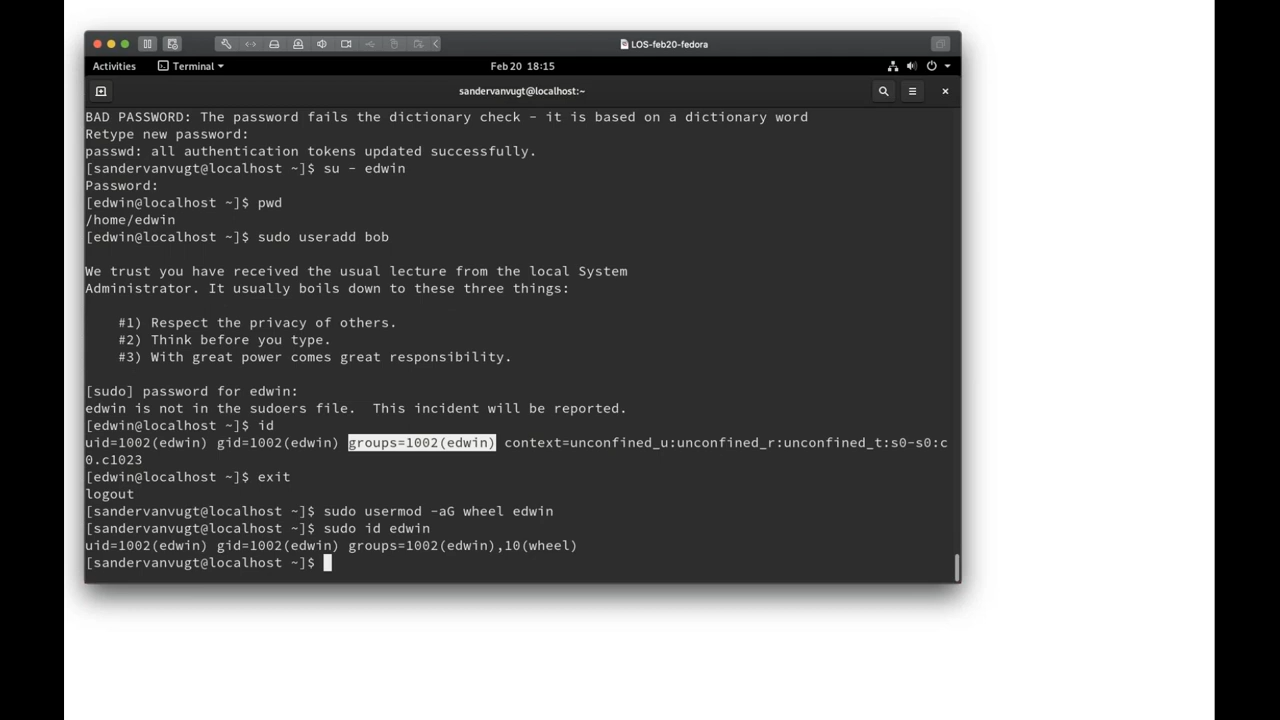 LOS-feb20-fedora
Activities Terminal Feb 20 18:15
sandervanvugt@localhost:~
BAD PASSWORD: The password fails the dictionary check - it is based on a dictionary word
Retype new password:
passwd: all authentication tokens updated successfully.
[sandervanvugt@localhost ~]$ su - edwin
Password:
[edwin@localhost ~]$ pwd
/home/edwin
[edwin@localhost ~]$ sudo useradd bob
We trust you have received the usual lecture from the local System
Administrator. It usually boils down to these three things:
#1) Respect the privacy of others.
#2) Think before you type.
#3) With great power comes great responsibility.
[sudo] password for edwin:
edwin is not in the sudoers file.  This incident will be reported.
[edwin@localhost ~]$ id
uid=1002(edwin) gid=1002(edwin) groups=1002(edwin) context=unconfined_u:unconfined_r:unconfined_t:s0-s0:c
0.c1023
[edwin@localhost ~]$ exit
logout
[sandervanvugt@localhost ~]$ sudo usermod -aG wheel edwin
[sandervanvugt@localhost ~]$ sudo id edwin
uid=1002(edwin) gid=1002(edwin) groups=1002(edwin),10(wheel)
[sandervanvugt@localhost ~]$